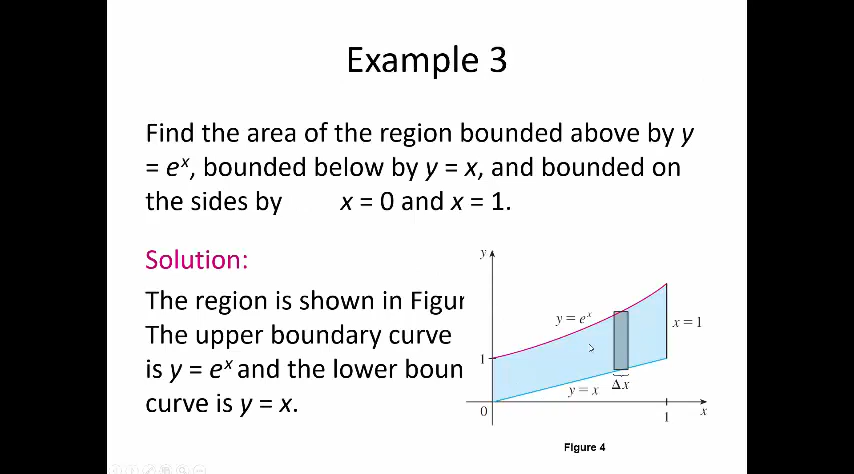 Example 3
Find the area of the region bounded above by y
= eˣ, bounded below by y = x, and bounded on
the sides by x = 0 and x = 1.
Solution:
The region is shown in Figur
The upper boundary curve
is y = eˣ and the lower boun
curve is y = x.
y
y = eˣ
x = 1
1
y = x
Δx
0
1
x
Figure 4